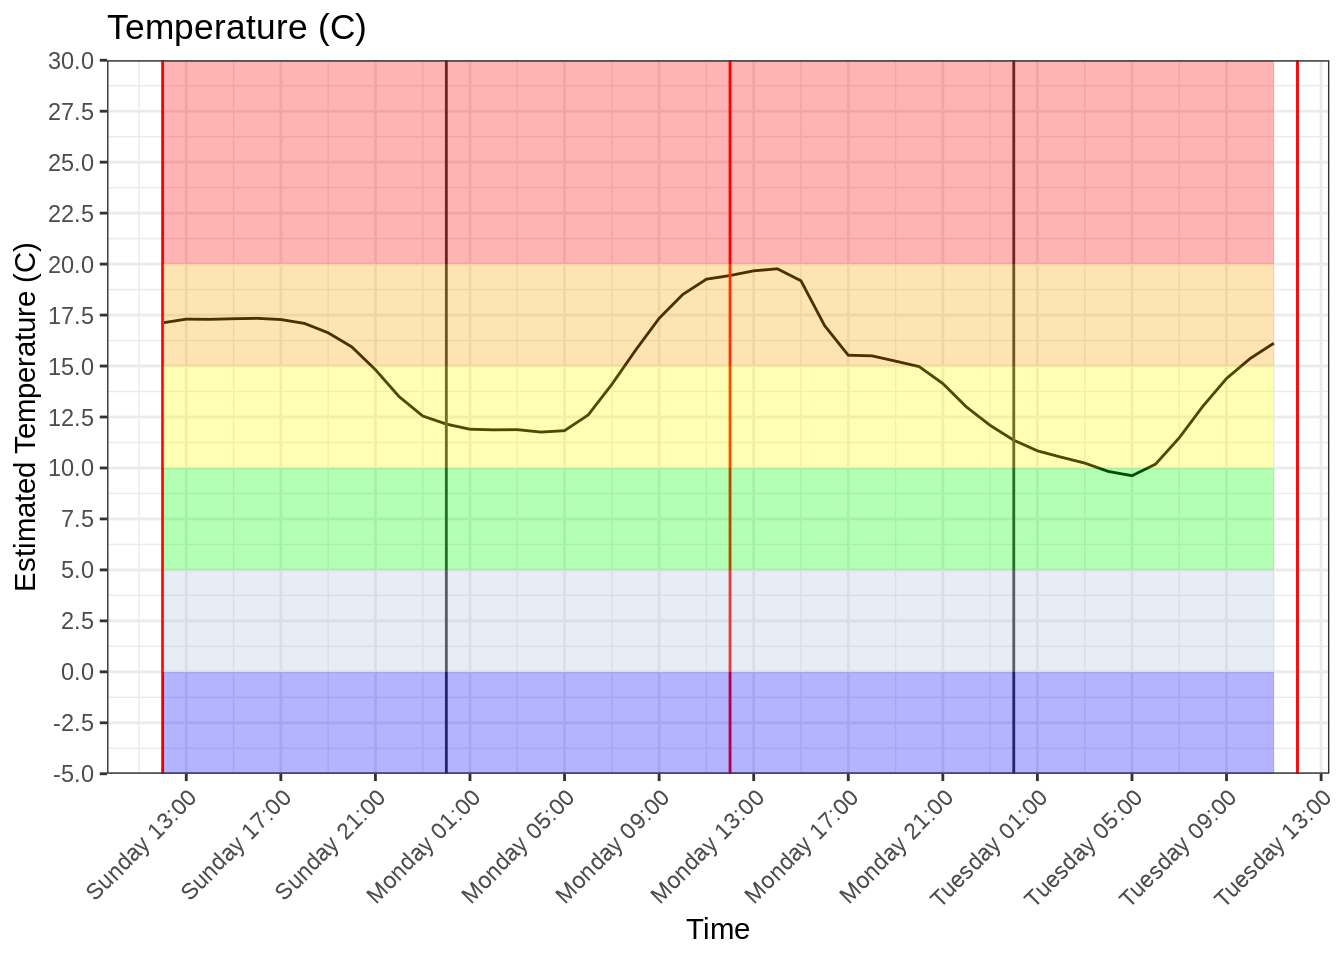 Temperature (C)
Estimated Temperature (C)
30.0
27.5
25.0
22.5
20.0
17.5
15.0
12.5
10.0
7.5
5.0
2.5
0.0
-2.5
-5.0
Sunday 13:00
Sunday 17:00
Sunday 21:00
Monday 01:00
Monday 05:00
Monday 09:00
Monday 13:00
Monday 17:00
Monday 21:00
Tuesday 01:00
Tuesday 05:00
Tuesday 09:00
Tuesday 13:00
Time